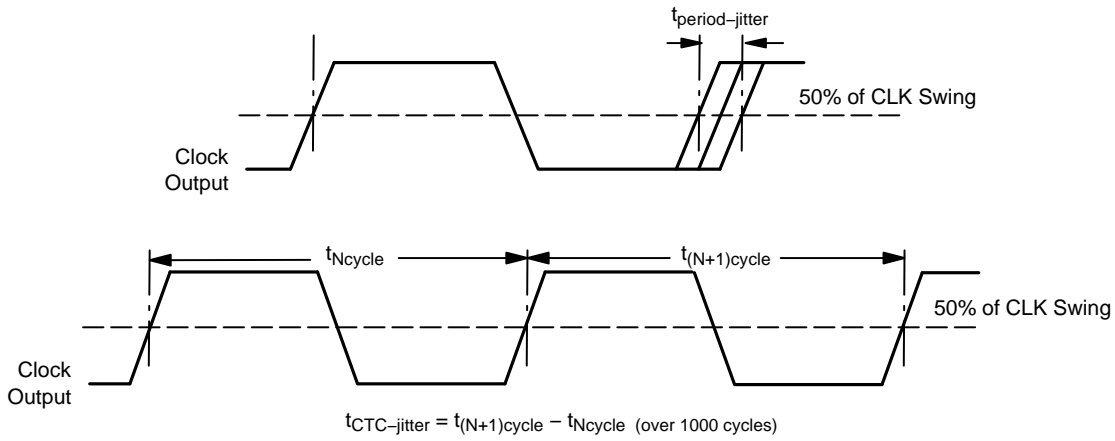 tperiod–jitter
50% of CLK Swing
Clock
Output
tNcycle
t(N+1)cycle
50% of CLK Swing
Clock
Output
tCTC–jitter = t(N+1)cycle – tNcycle (over 1000 cycles)